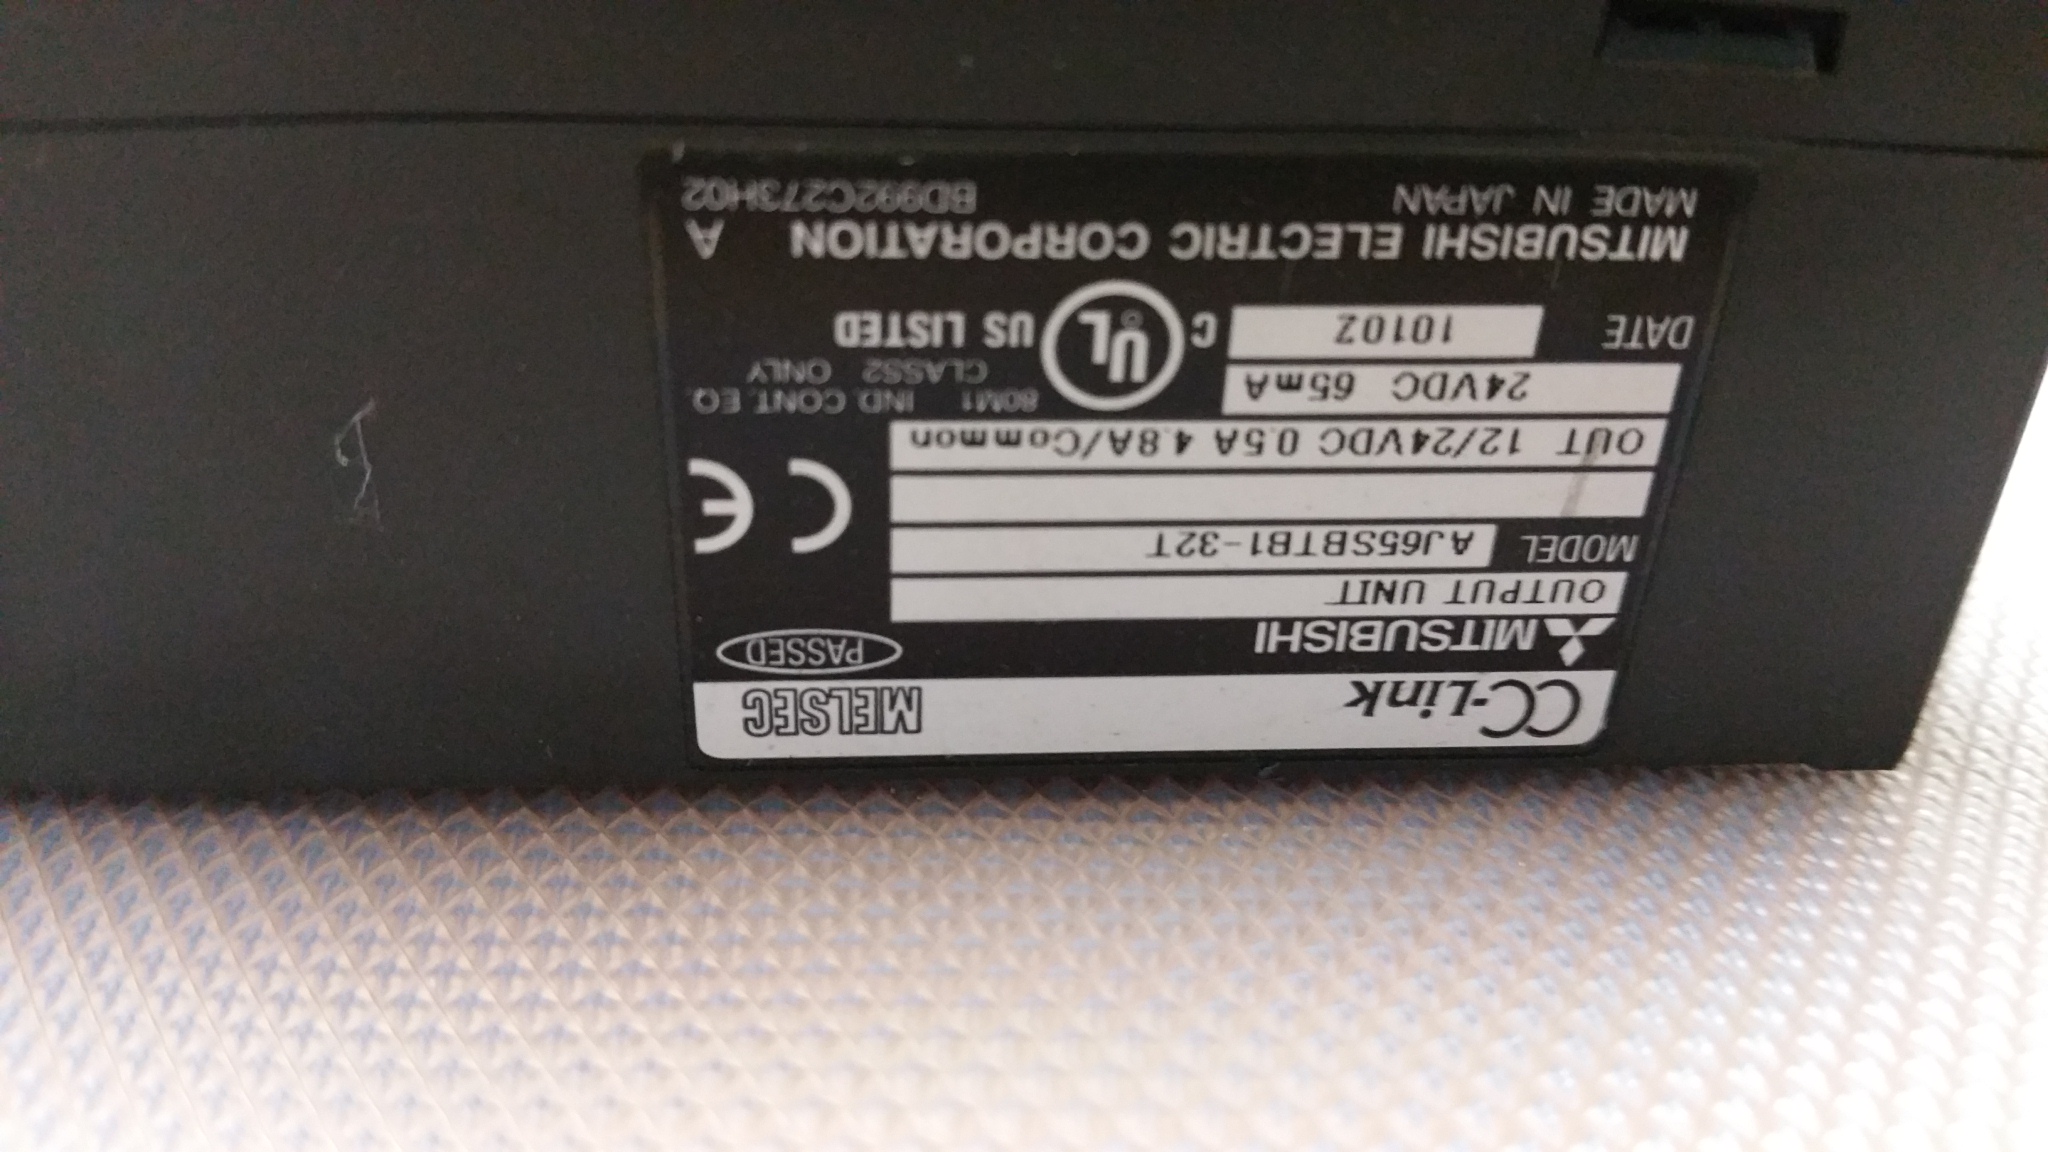 CC-Link MELSEC
MITSUBISHI PASSED
OUTPUT UNIT
MODEL AJ65SBTB1-32T
CE
OUT 12/24VDC 0.5A 4.8A/Common
24VDC 65mA
80M1 IND. CONT. EQ.
CLASS2 ONLY
DATE 1010Z
C UL US LISTED
MITSUBISHI ELECTRIC CORPORATION A
MADE IN JAPAN BD992C273H02